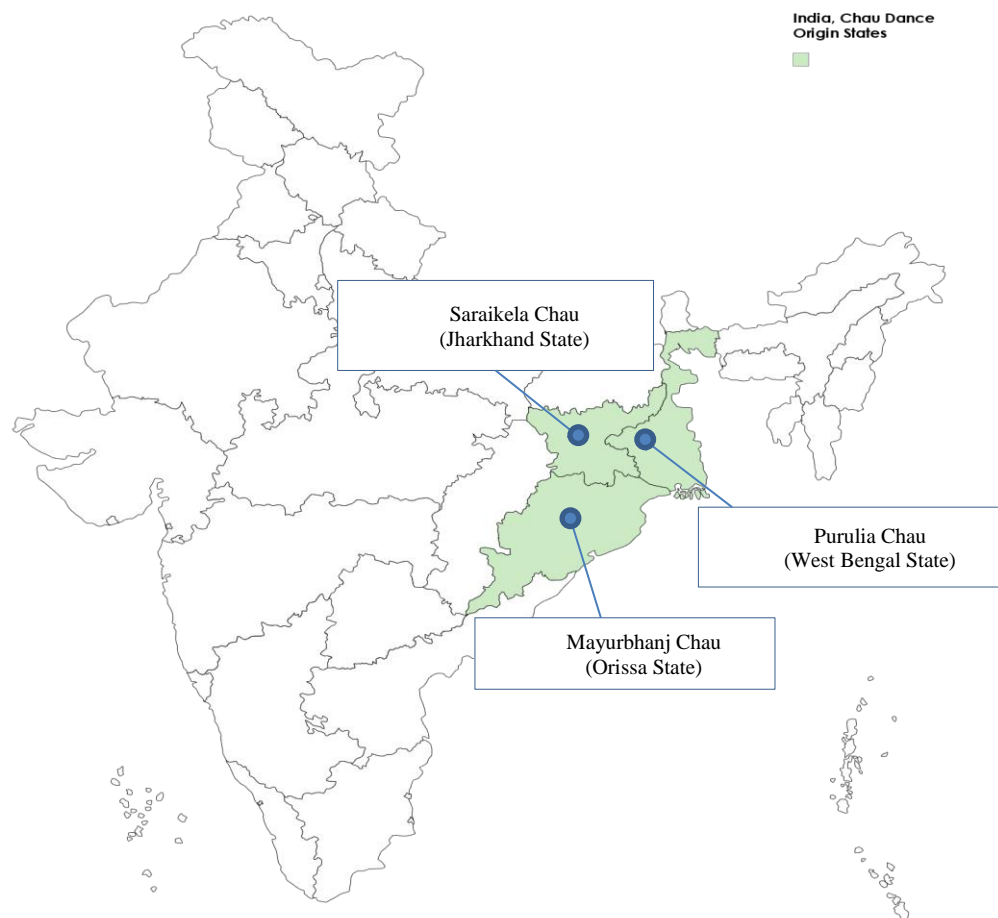 India, Chau Dance
Origin States
Saraikela Chau
(Jharkhand State)
Purulia Chau
(West Bengal State)
Mayurbhanj Chau
(Orissa State)